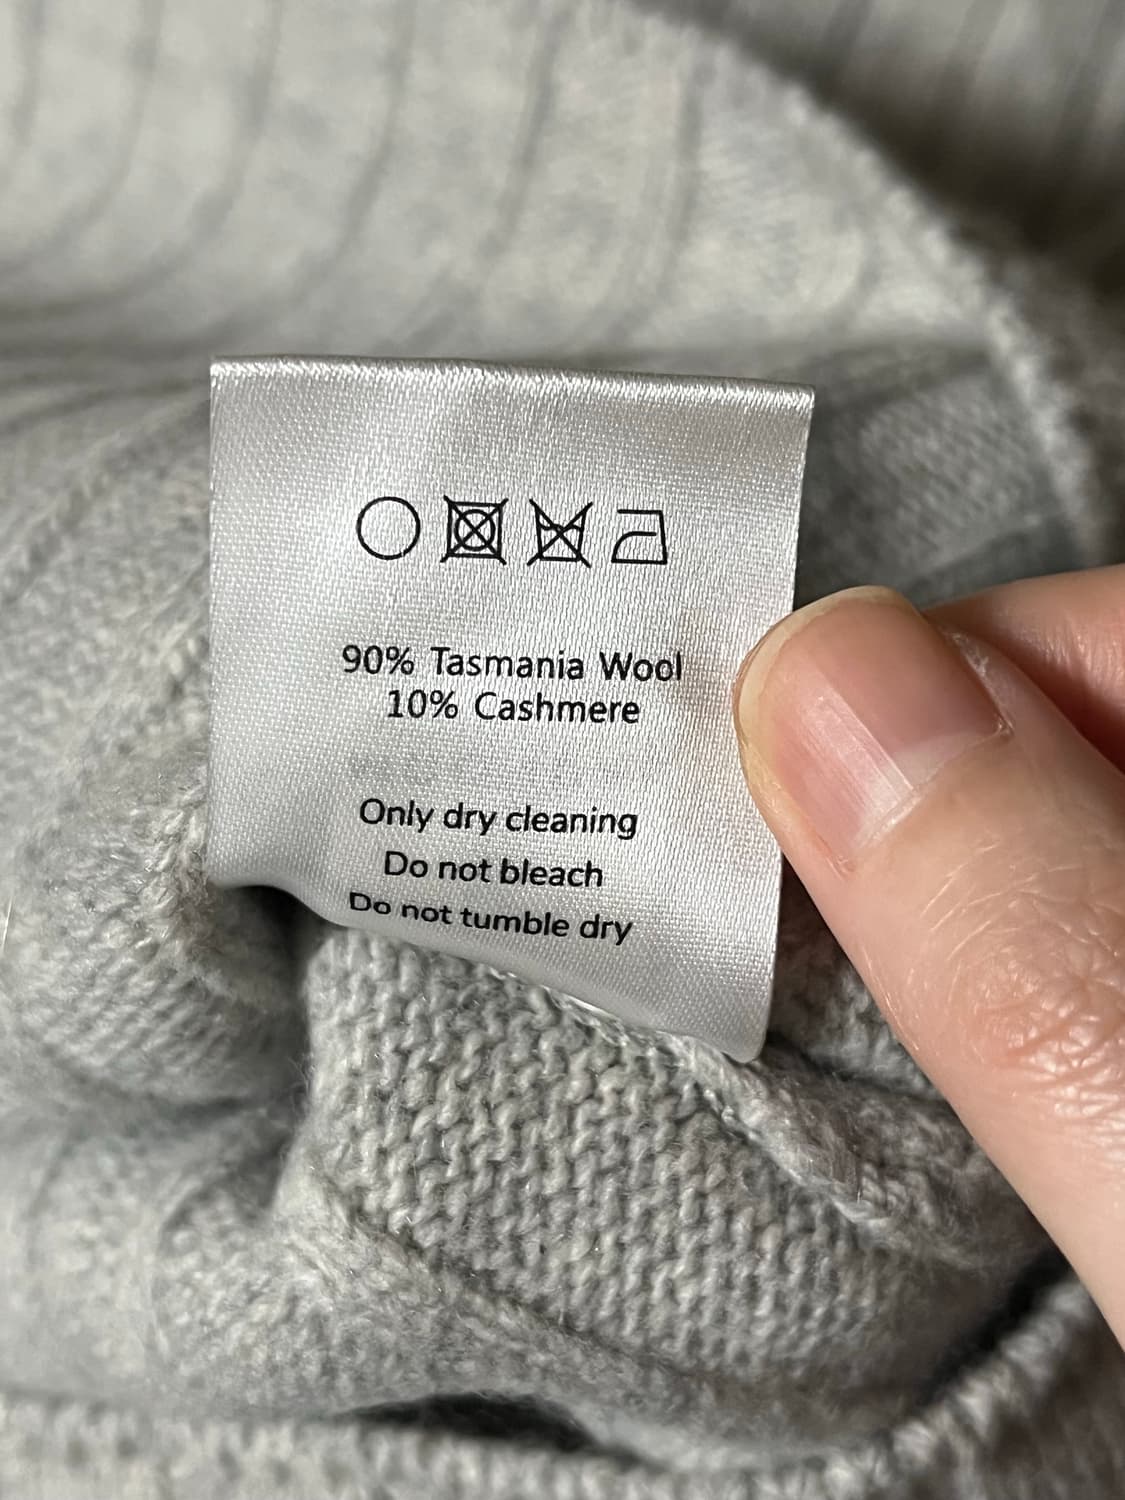 90% Tasmania Wool
10% Cashmere
Only dry cleaning
Do not bleach
Do not tumble dry